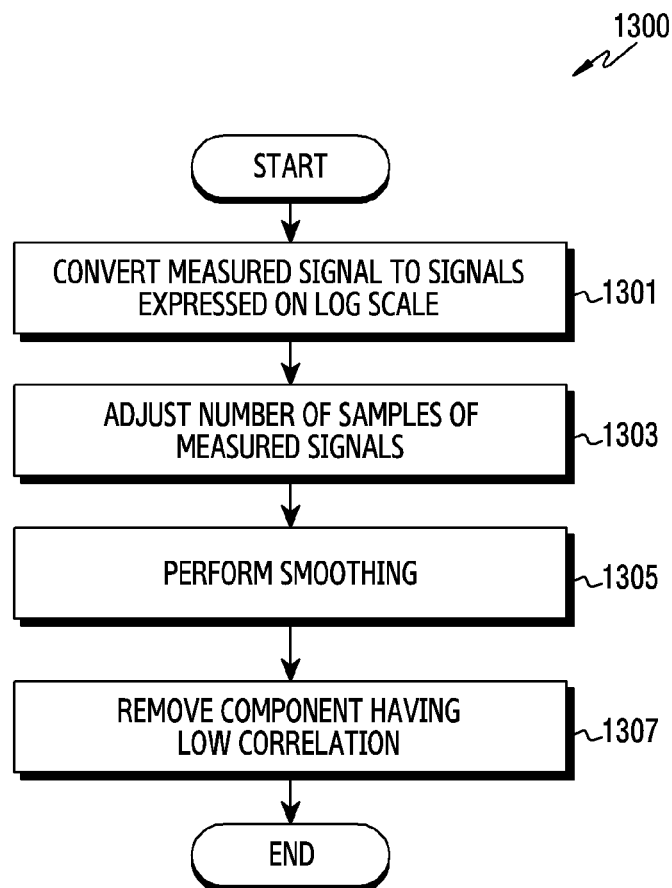 1300
START
CONVERT MEASURED SIGNAL TO SIGNALS
EXPRESSED ON LOG SCALE
1301
ADJUST NUMBER OF SAMPLES OF
MEASURED SIGNALS
1303
PERFORM SMOOTHING
1305
REMOVE COMPONENT HAVING
LOW CORRELATION
1307
END